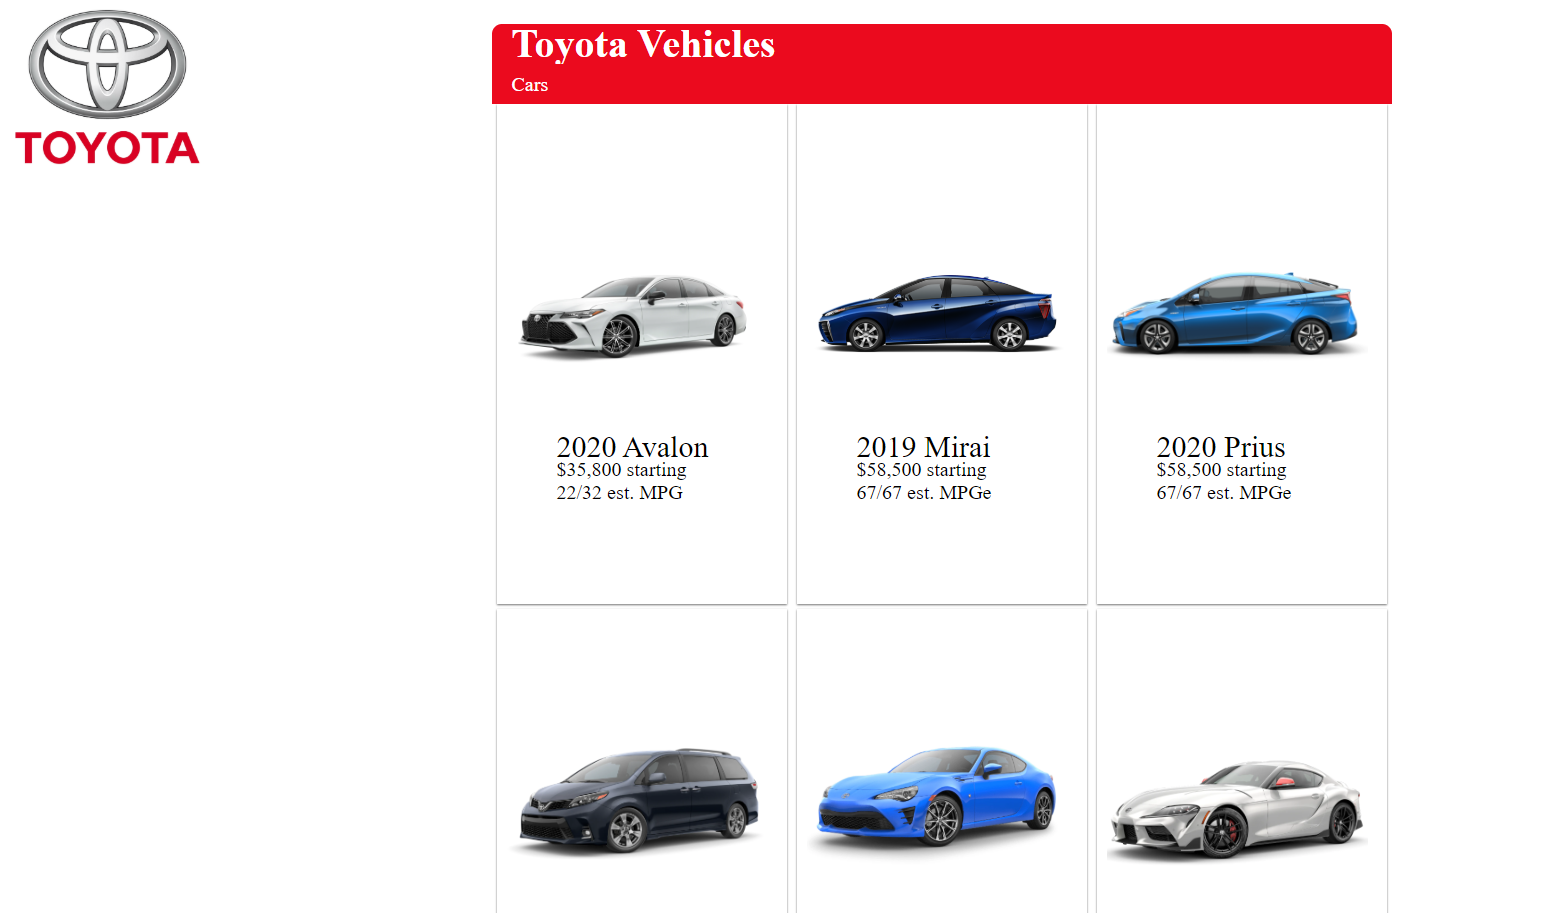 TOYOTA
Toyota Vehicles
Cars
2020 Avalon
$35,800 starting
22/32 est. MPG
2019 Mirai
$58,500 starting
67/67 est. MPGe
2020 Prius
$58,500 starting
67/67 est. MPGe